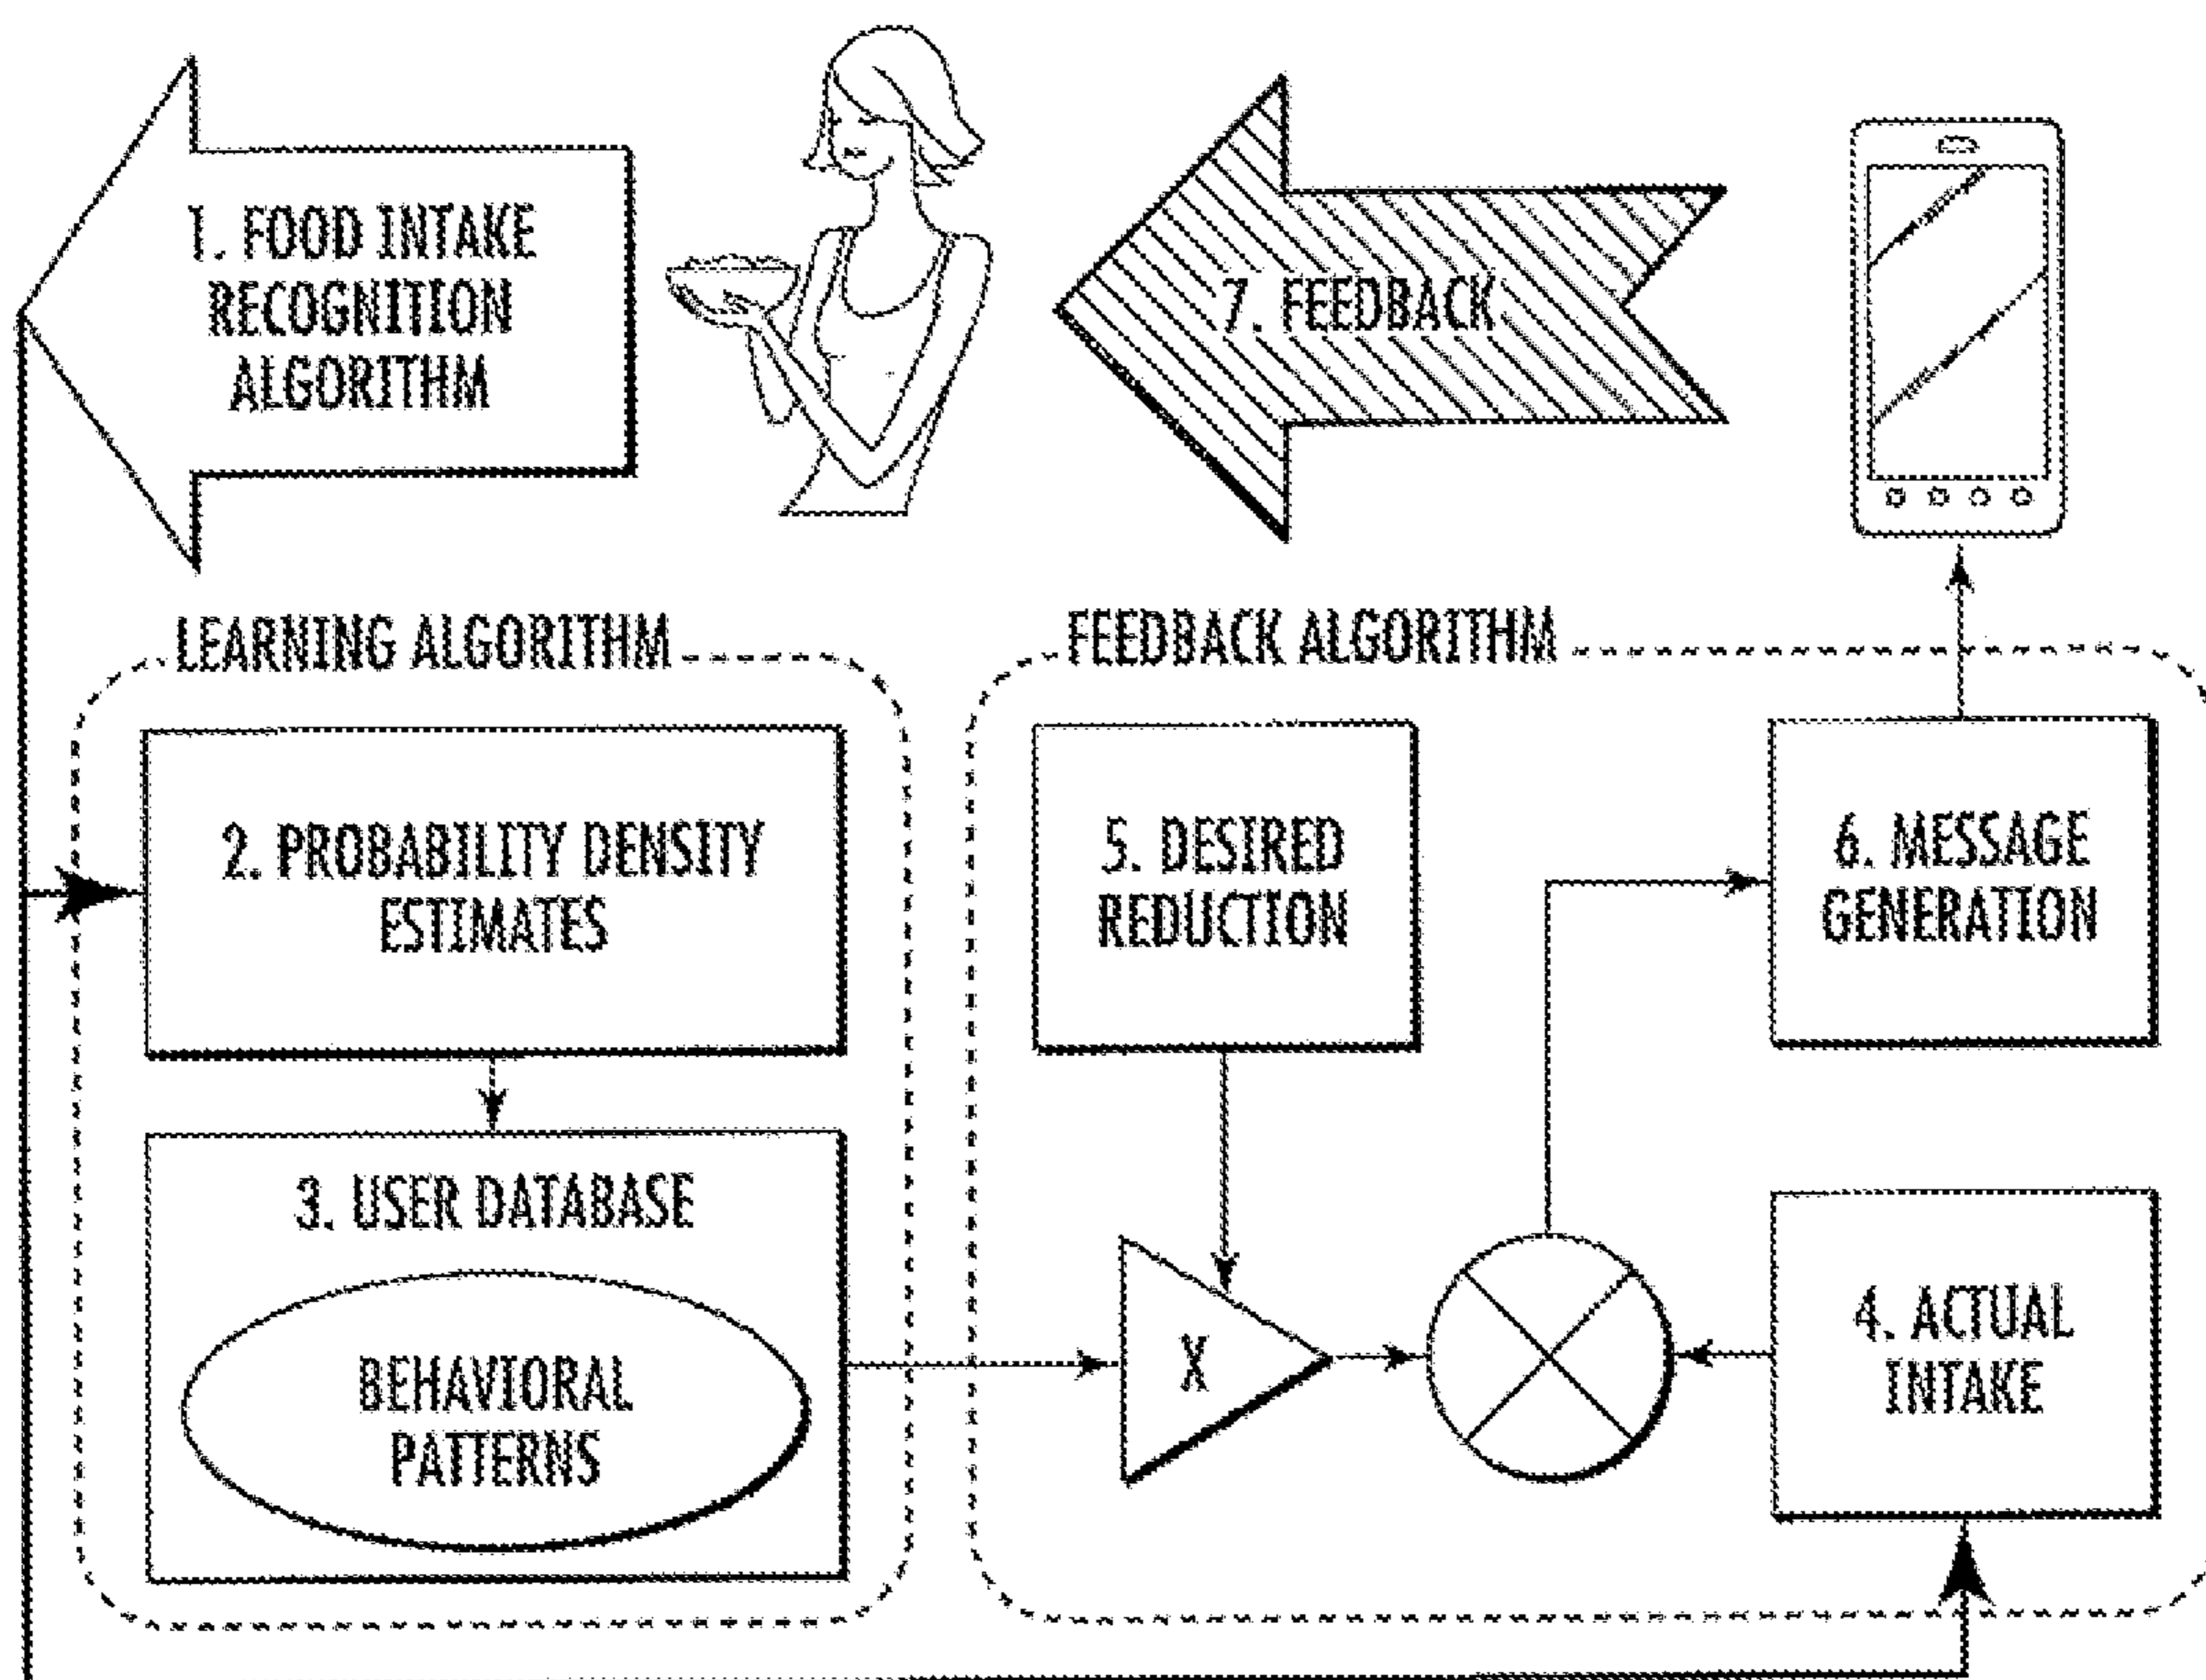 1. FOOD INTAKE
RECOGNITION
ALGORITHM
7. FEEDBACK
LEARNING ALGORITHM
2. PROBABILITY DENSITY
ESTIMATES
3. USER DATABASE
BEHAVIORAL
PATTERNS
FEEDBACK ALGORITHM
5. DESIRED
REDUCTION
6. MESSAGE
GENERATION
X
4. ACTUAL
INTAKE